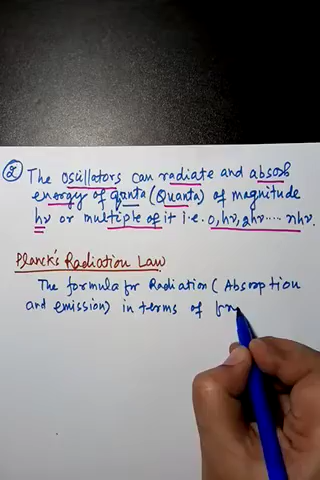 ② The oscillators can radiate and absorb
energy of qanta (Quanta) of magnitude
hν or multiple of it i.e. 0, hν, 2hν..... nhν.
Planck's Radiation Law
The formula for Radiation (Absorption
and emission) in terms of